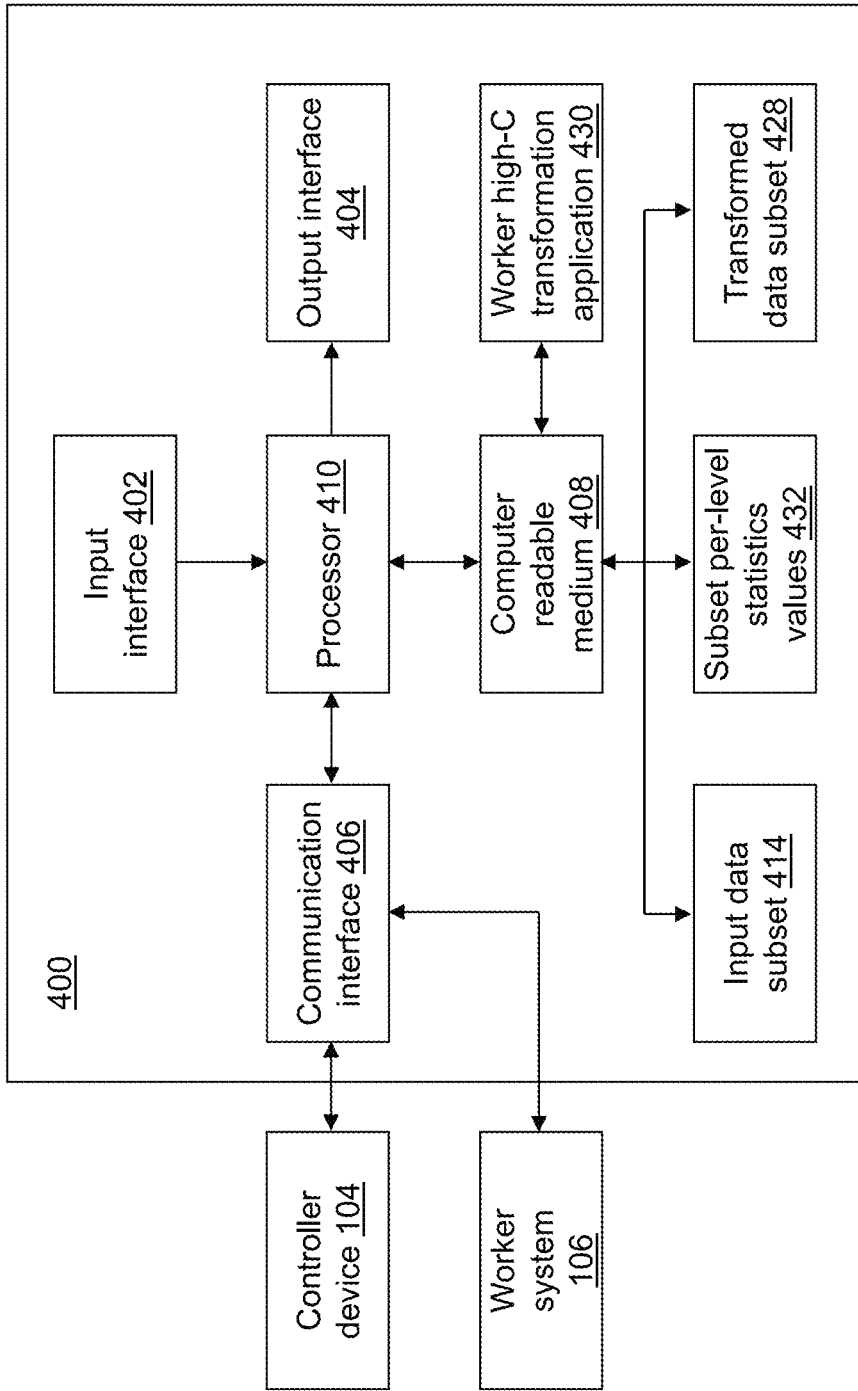 400
Input
interface 402
Controller
device 104
Communication
interface 406
Processor 410
Output interface
404
Worker
system
106
Computer
readable
medium 408
Worker high-C
transformation
application 430
Input data
subset 414
Subset per-level
statistics
values 432
Transformed
data subset 428